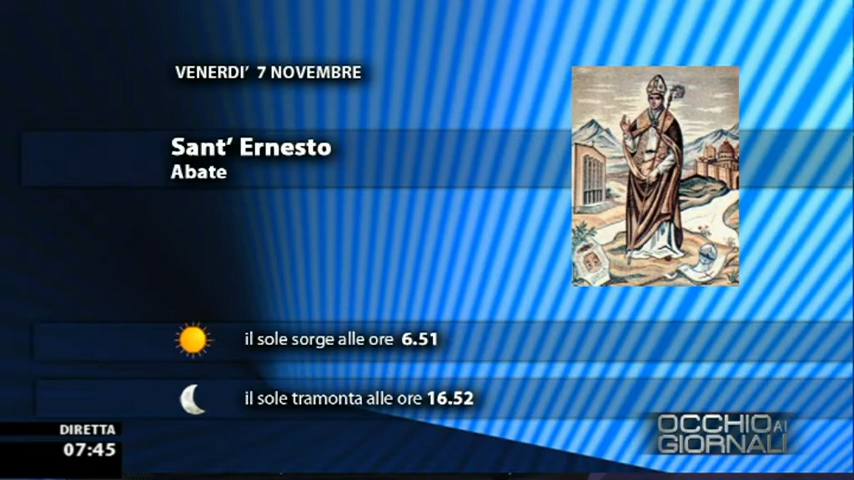 VENERDI’ 7 NOVEMBRE
Sant’ Ernesto
Abate
il sole sorge alle ore 6.51
il sole tramonta alle ore 16.52
DIRETTA
07:45
OCCHIO AI
GIORNALI